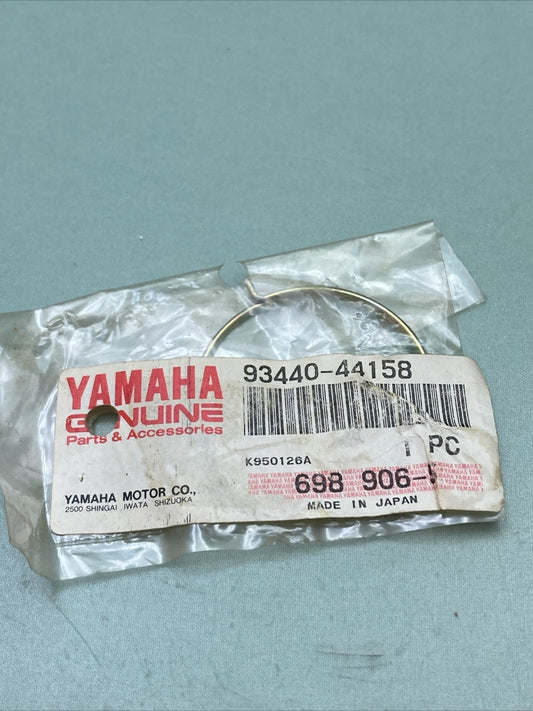 YAMAHA
GENUINE
Parts & Accessories
YAMAHA MOTOR CO.,
2500 SHINGAI IWATA SHIZUOKA
93440-44158
1 PC
K950126A
698 906-
MADE IN JAPAN